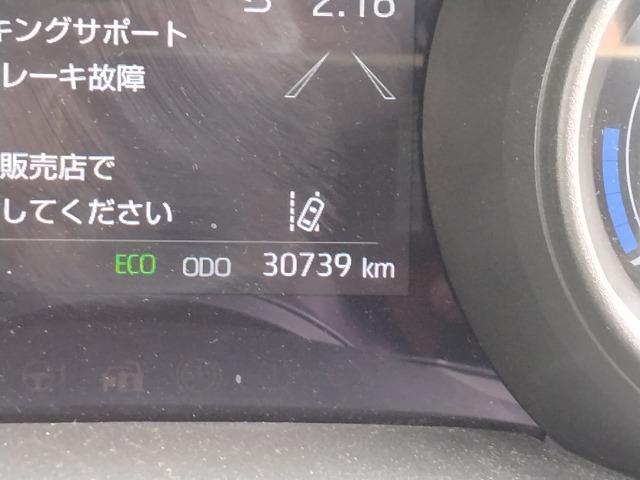 2:16
キングサポート
レーキ故障
販売店で
してください
ECO ODO 30739 km